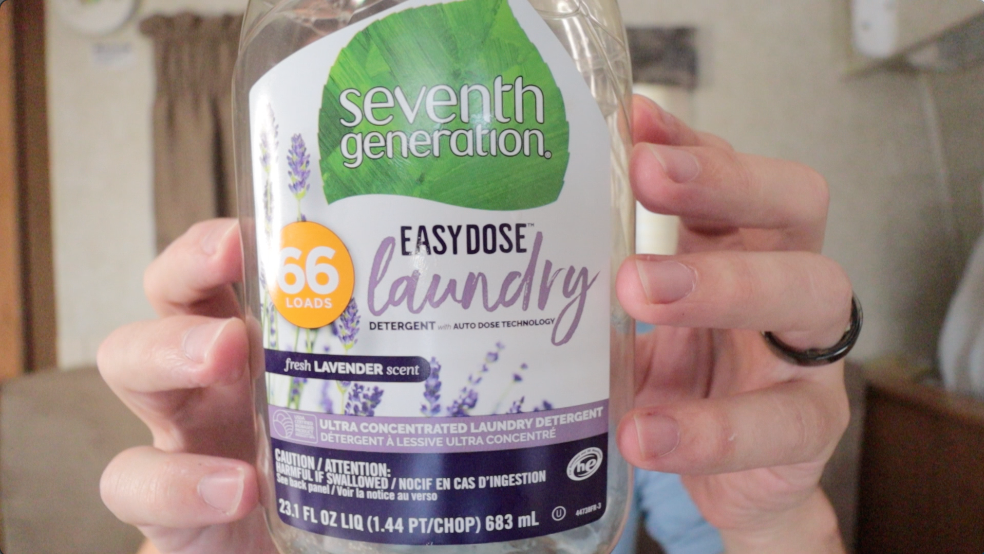 seventh
generation®
EASYDOSE™
laundry
DETERGENT with AUTO DOSE TECHNOLOGY
66
LOADS
fresh LAVENDER scent
ULTRA CONCENTRATED LAUNDRY DETERGENT
DÉTERGENT À LESSIVE ULTRA CONCENTRÉ
CAUTION / ATTENTION:
HARMFUL IF SWALLOWED / NOCIF EN CAS D'INGESTION
See back panel / Voir la notice au verso
he
23.1 FL OZ LIQ (1.44 PT/CHOP) 683 mL
U